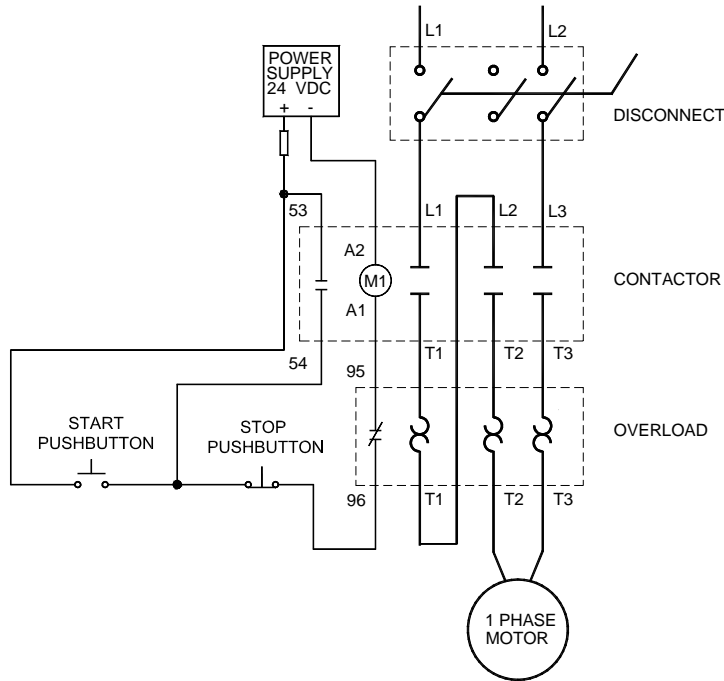 L1
L2
POWER
SUPPLY
24 VDC
+ -
DISCONNECT
53
L1
L2
L3
A2
M1
A1
CONTACTOR
54
95
T1
T2
T3
START
PUSHBUTTON
STOP
PUSHBUTTON
OVERLOAD
96
T1
T2
T3
1 PHASE
MOTOR